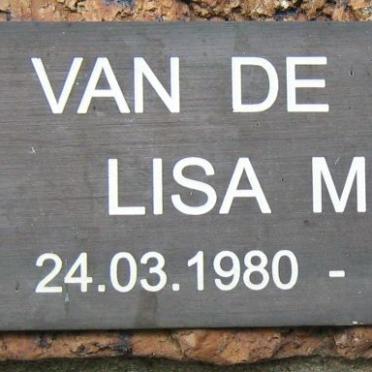 VAN DE
LISA M
24.03.1980 -